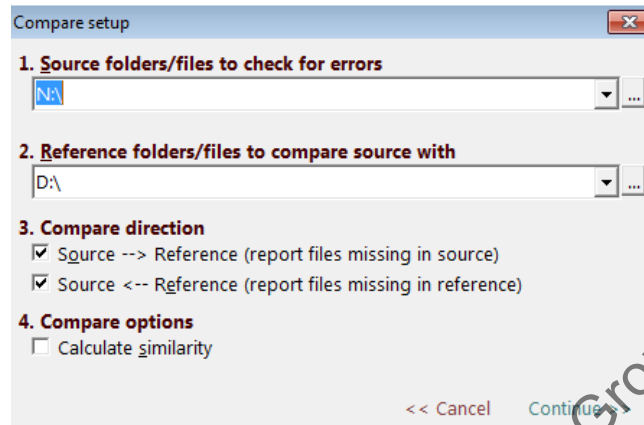 Compare setup
1. Source folders/files to check for errors
N:\
...
2. Reference folders/files to compare source with
D:\
...
3. Compare direction
Source --> Reference (report files missing in source)
Source <-- Reference (report files missing in reference)
4. Compare options
Calculate similarity
<< Cancel Continue >>